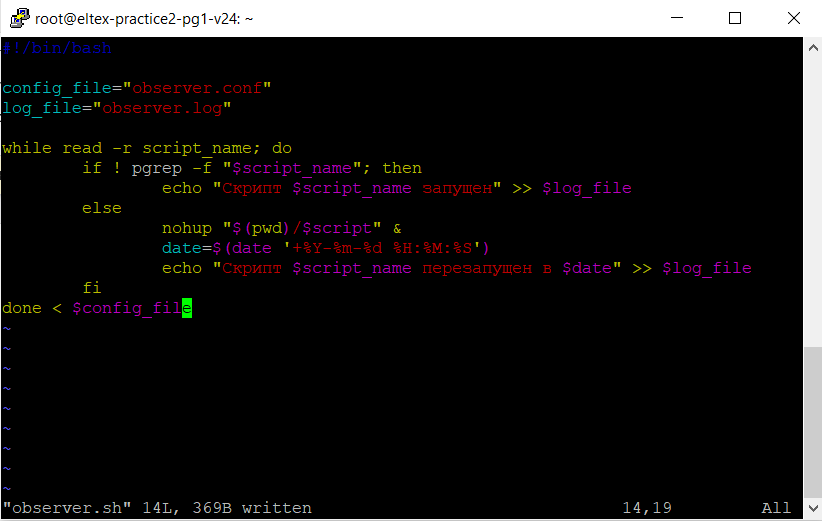 root@eltex-practice2-pg1-v24: ~
#!/bin/bash
config_file="observer.conf"
log_file="observer.log"
while read -r script_name; do
if ! pgrep -f "$script_name"; then
echo "Скрипт $script_name запушен" >> $log_file
else
nohup "$(pwd)/$script" &
date=$(date '+%Y-%m-%d %H:%M:%S')
echo "Скрипт $script_name перезапушен в $date" >> $log_file
fi
done < $config_file
~
~
~
~
~
~
~
~
~
"observer.sh" 14L, 369B written 14,19 All